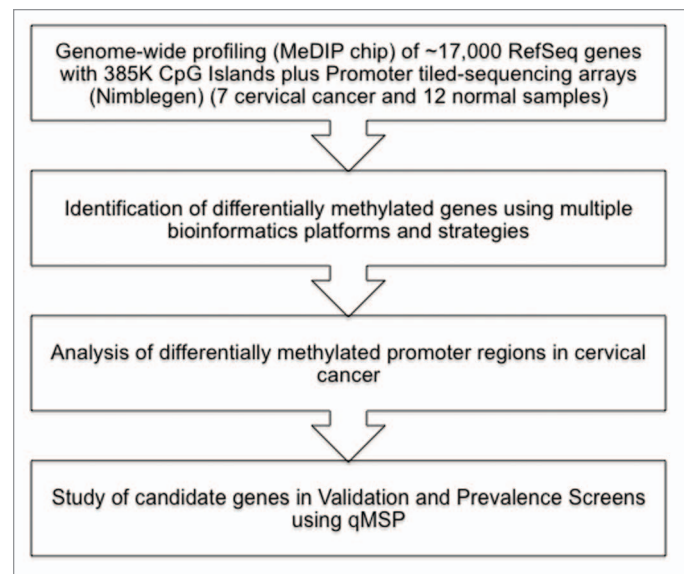 Genome-wide profiling (MeDIP chip) of ~17,000 RefSeq genes
with 385K CpG Islands plus Promoter tiled-sequencing arrays
(Nimblegen) (7 cervical cancer and 12 normal samples)
Identification of differentially methylated genes using multiple
bioinformatics platforms and strategies
Analysis of differentially methylated promoter regions in cervical
cancer
Study of candidate genes in Validation and Prevalence Screens
using qMSP